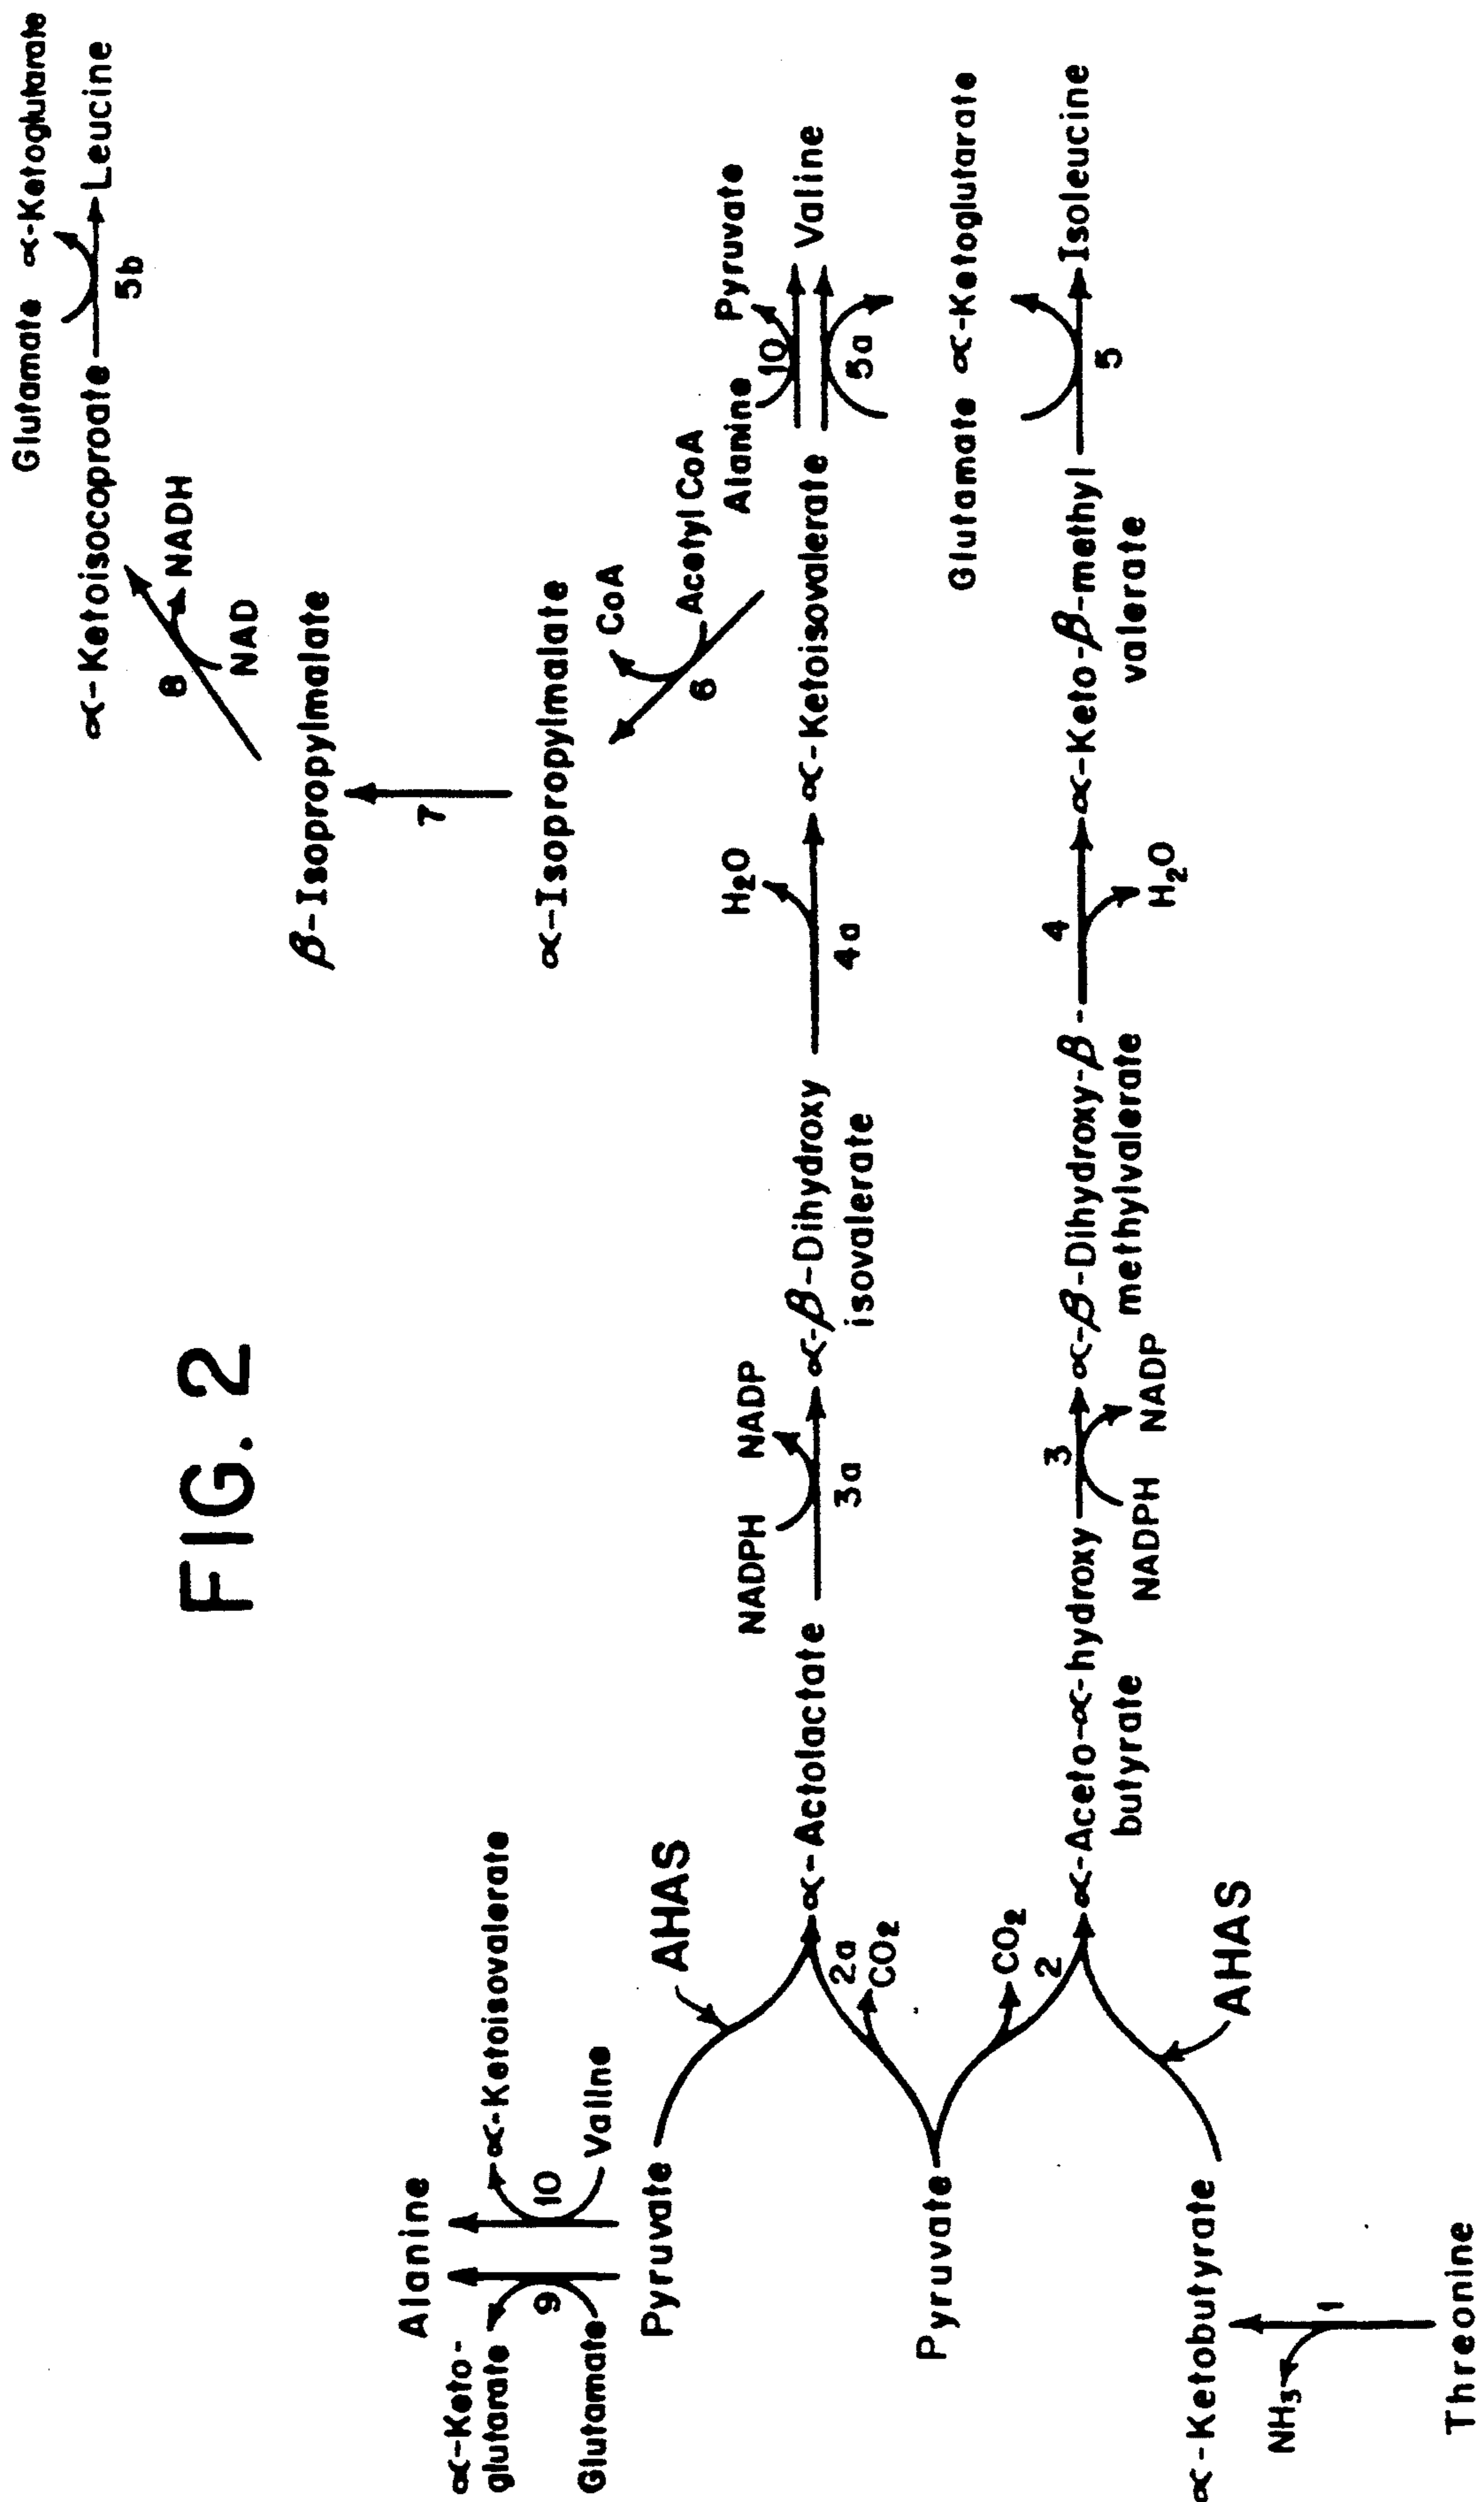 FIG. 2
Glutamate α-Ketogluhanak
α-Ketoisocoproate
Leucine
5b
8
NADH
NAD
β-Isopropylmalate
7
α-Isopropylmalate
CoA
6
Acetyl CoA
Alanine
Pyruvate
10
Alanine
α-Keto-
glutarate
α-Ketoisovalerate
9
10
Glutamate
Valine
Pyruvate
AHAS
NADPH NADP
H2O
α-Actolactate
α-β-Dihydroxy
isovalerate
α-Ketoisovalerate
Valine
2a
CO2
3a
4a
5a
Pyruvate
CO2
2
3
4
Glutamate α-Ketoglutarate
α-Aceto-α-hydroxy
butyrate
α-β-Dihydroxy-β-
methylvalerate
α-Keto-β-methyl
valerate
Isoleucine
5
NADPH NADP
H2O
α-Ketobutyrate
AHAS
NH3
1
Threonine